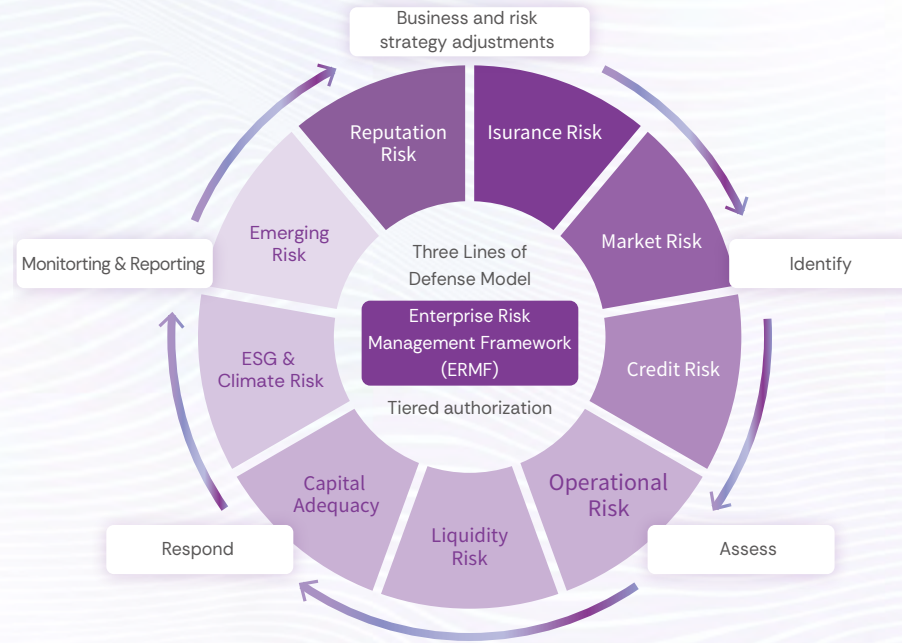 Business and risk
strategy adjustments
Reputation
Risk
Isurance Risk
Emerging
Risk
Market Risk
Three Lines of
Defense Model
Monitorting & Reporting
Identify
Enterprise Risk
Management Framework
(ERMF)
ESG &
Climate Risk
Credit Risk
Tiered authorization
Capital
Adequacy
Operational
Risk
Liquidity
Risk
Respond
Assess